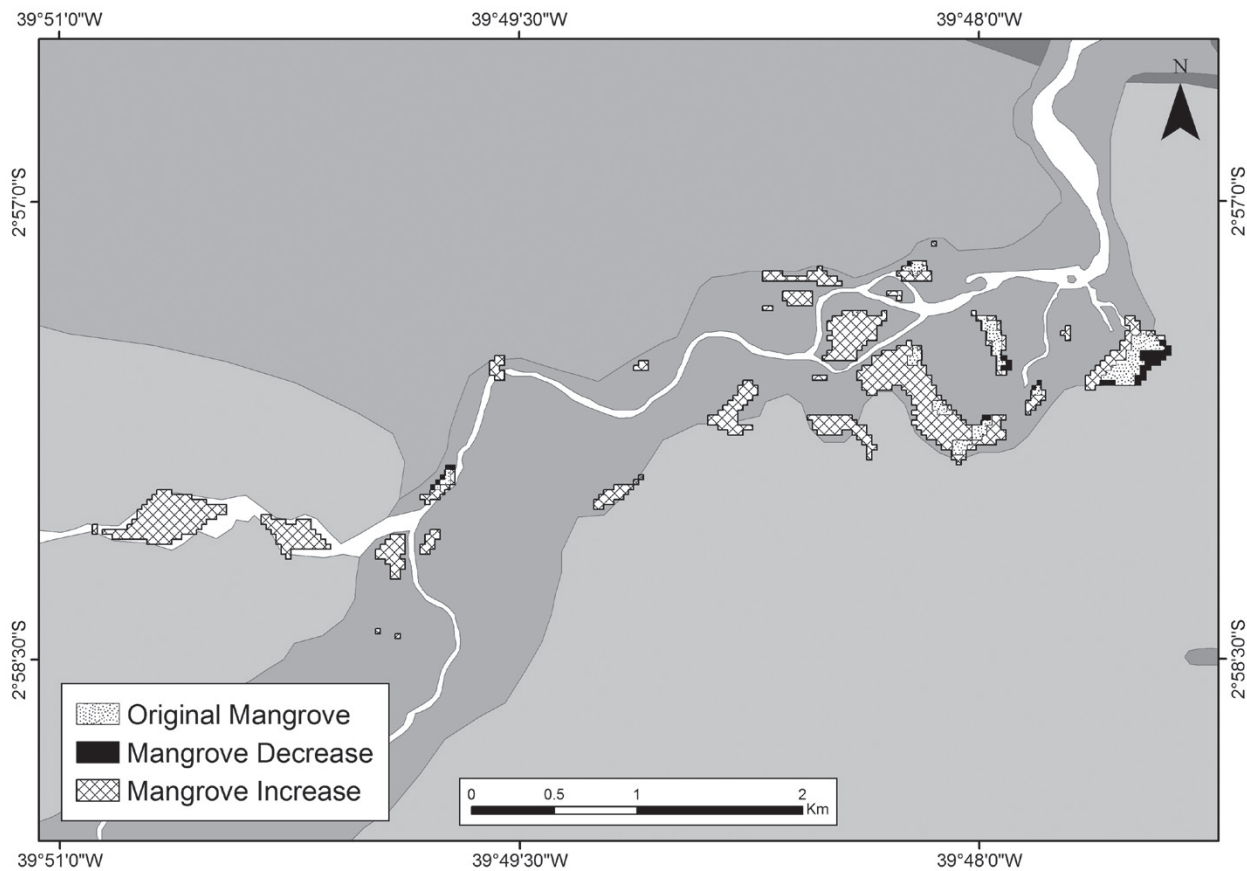 39°51'0"W 39°49'30"W 39°48'0"W
N
2°57'0"S 2°57'0"S
2°58'30"S 2°58'30"S
Original Mangrove
Mangrove Decrease
Mangrove Increase
0 0.5 1 2
Km
39°51'0"W 39°49'30"W 39°48'0"W